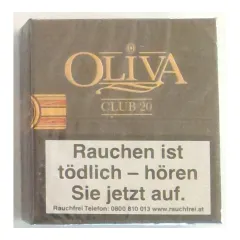 OLIVA
CLUB 20
Rauchen ist
tödlich – hören
Sie jetzt auf.
Rauchfrei Telefon: 0800 810 013 www.rauchfrei.at